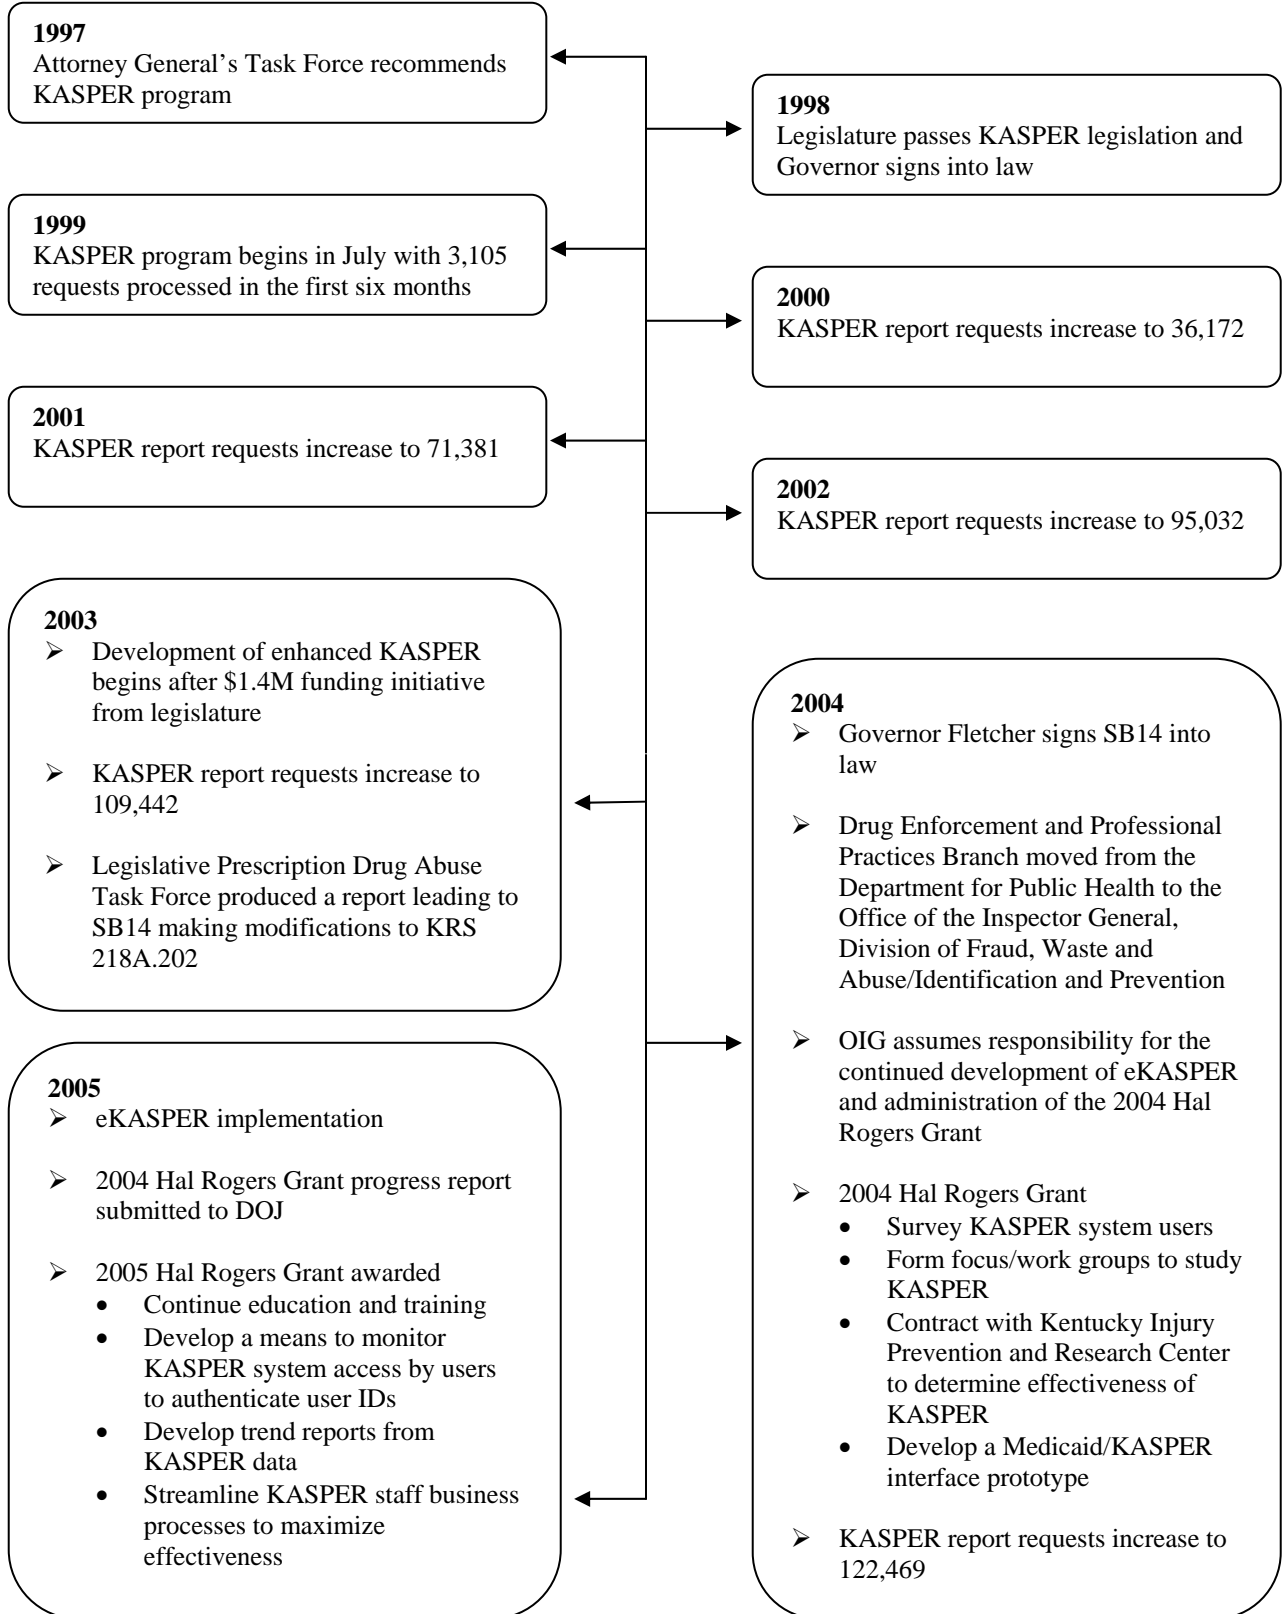 1997
Attorney General’s Task Force recommends
KASPER program
1998
Legislature passes KASPER legislation and
Governor signs into law
1999
KASPER program begins in July with 3,105
requests processed in the first six months
2000
KASPER report requests increase to 36,172
2001
KASPER report requests increase to 71,381
2002
KASPER report requests increase to 95,032
2003
➢ Development of enhanced KASPER
begins after $1.4M funding initiative
from legislature
➢ KASPER report requests increase to
109,442
➢ Legislative Prescription Drug Abuse
Task Force produced a report leading to
SB14 making modifications to KRS
218A.202
2004
➢ Governor Fletcher signs SB14 into
law
➢ Drug Enforcement and Professional
Practices Branch moved from the
Department for Public Health to the
Office of the Inspector General,
Division of Fraud, Waste and
Abuse/Identification and Prevention
➢ OIG assumes responsibility for the
continued development of eKASPER
and administration of the 2004 Hal
Rogers Grant
➢ 2004 Hal Rogers Grant
• Survey KASPER system users
• Form focus/work groups to study
KASPER
• Contract with Kentucky Injury
Prevention and Research Center
to determine effectiveness of
KASPER
• Develop a Medicaid/KASPER
interface prototype
➢ KASPER report requests increase to
122,469
2005
➢ eKASPER implementation
➢ 2004 Hal Rogers Grant progress report
submitted to DOJ
➢ 2005 Hal Rogers Grant awarded
• Continue education and training
• Develop a means to monitor
KASPER system access by users
to authenticate user IDs
• Develop trend reports from
KASPER data
• Streamline KASPER staff business
processes to maximize
effectiveness